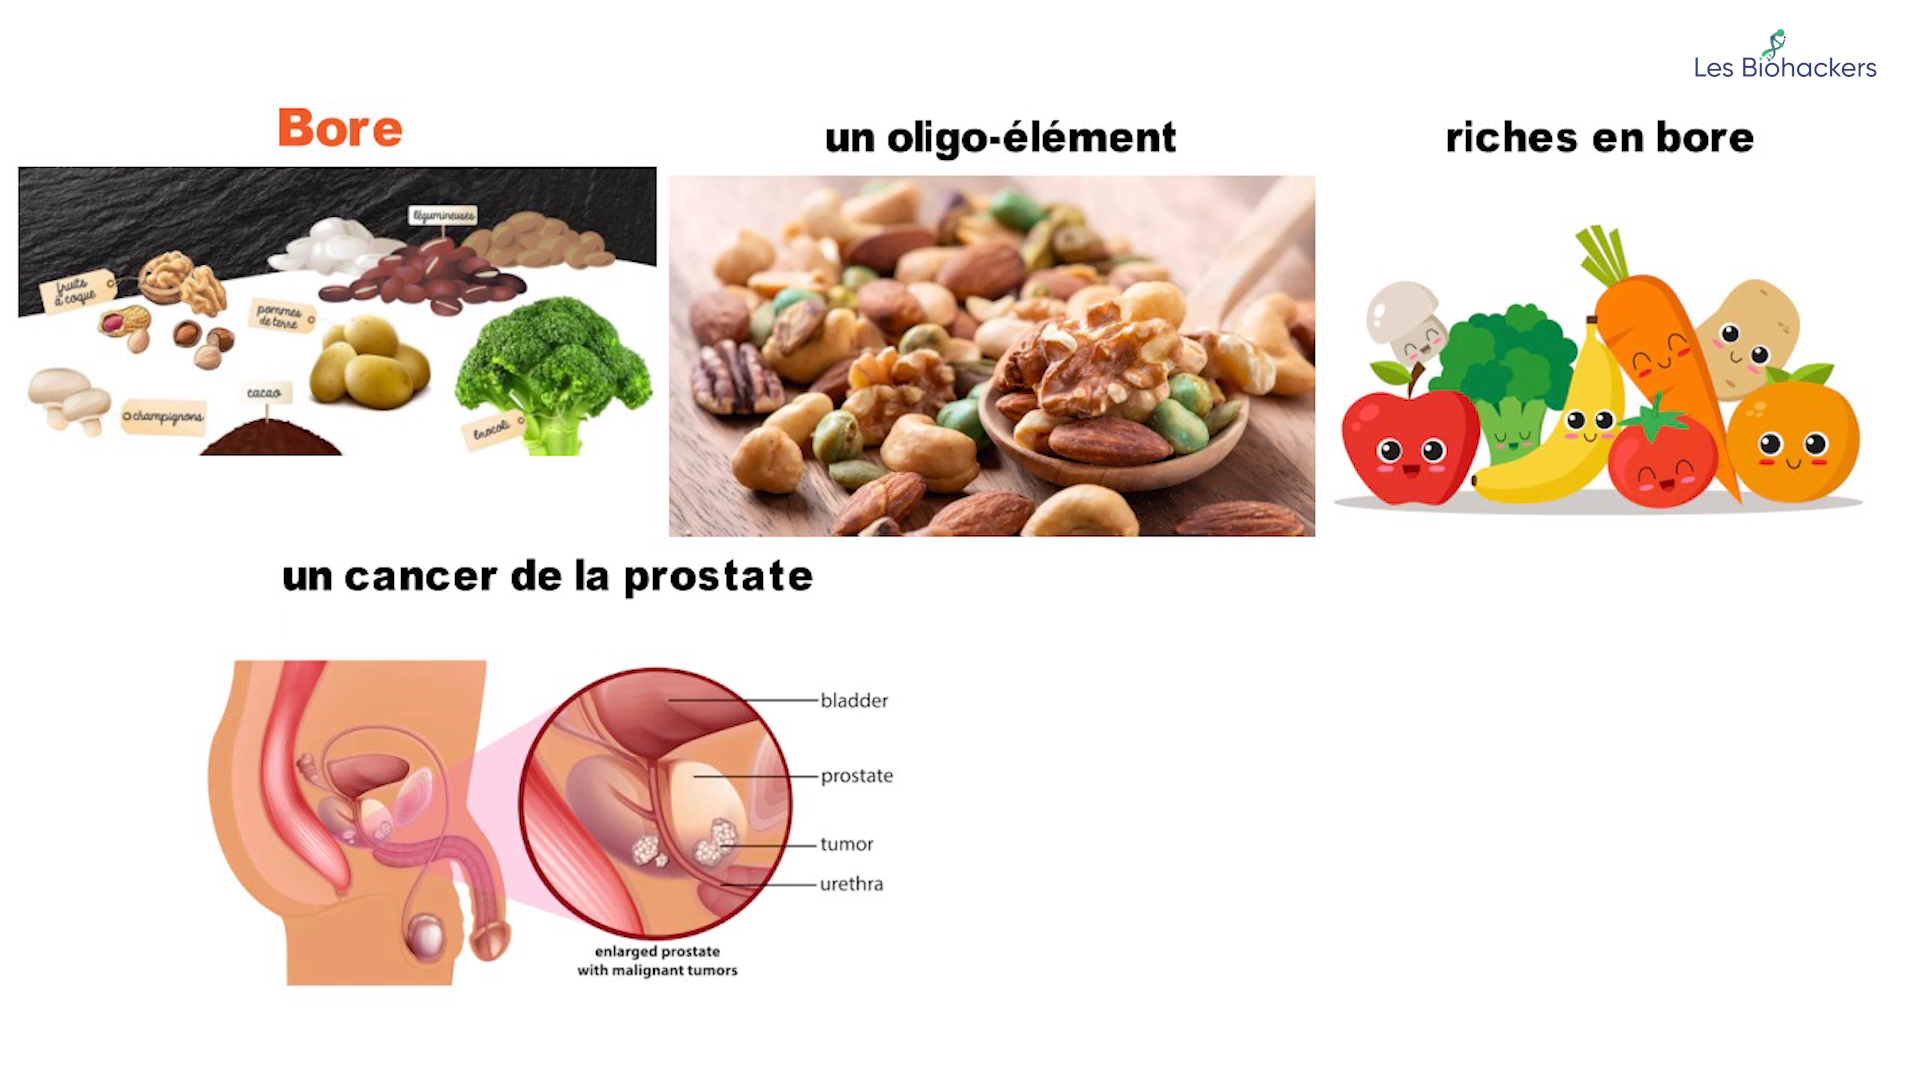 Les Biohackers
Bore
un oligo-élément
riches en bore
légumineuses
fruits
à coque
pommes
de terre
cacao
champignons
brocoli
un cancer de la prostate
bladder
prostate
tumor
urethra
enlarged prostate
with malignant tumors